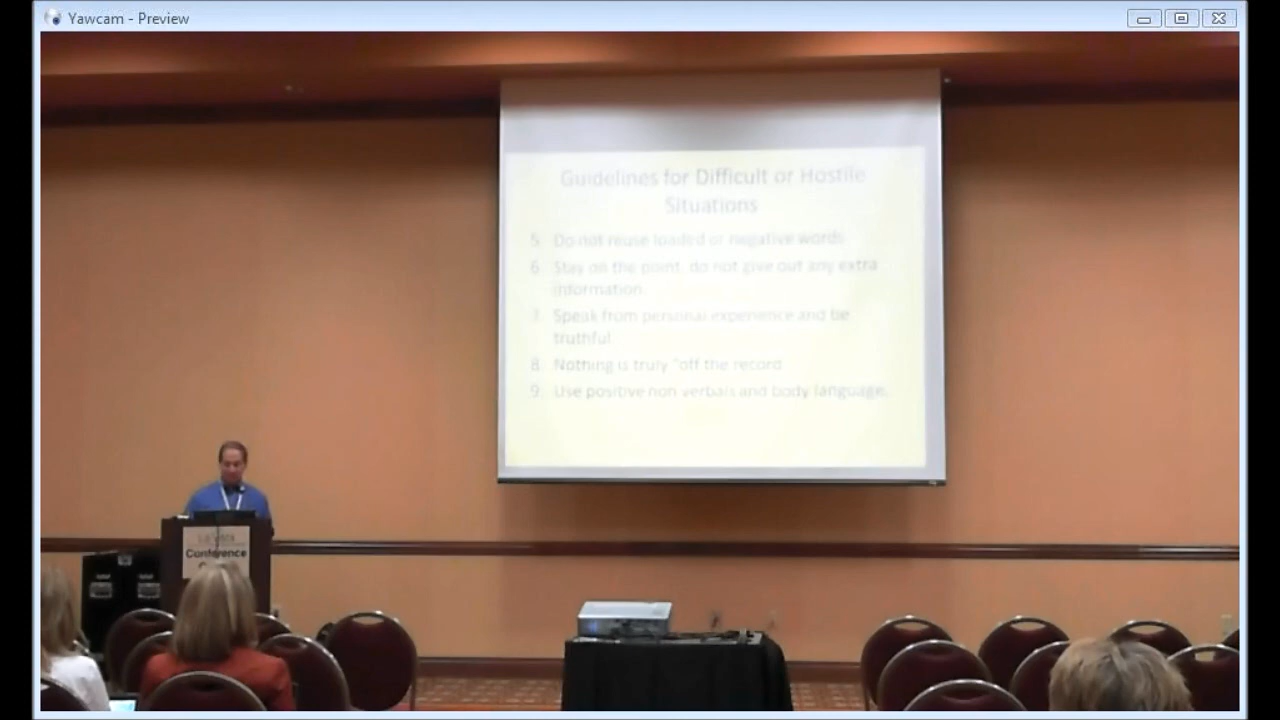 Yawcam - Preview
Guidelines for Difficult or Hostile
Situations
5. Do not reuse loaded or negative words
6. Stay on the point, do not give out any extra
information.
7. Speak from personal experience and be
truthful.
8. Nothing is truly "off the record
9. Use positive non verbals and body language.
Conference